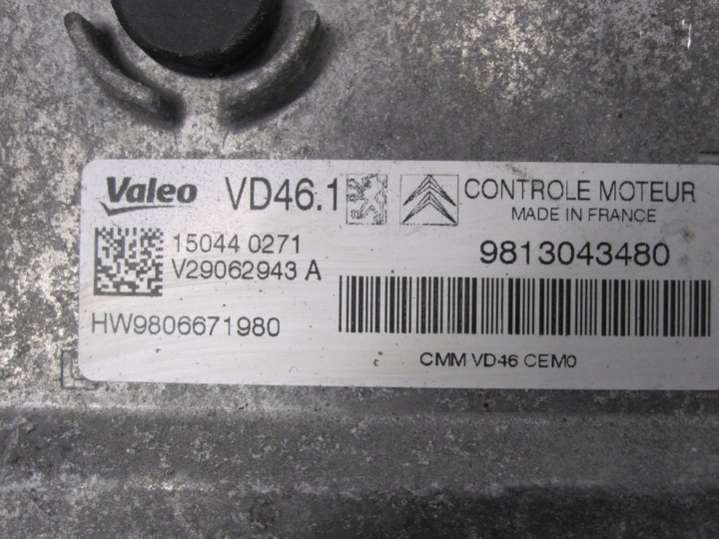 Valeo VD46.1 CONTROLE MOTEUR
MADE IN FRANCE
15044 0271
V29062943 A
9813043480
HW9806671980
CMM VD46 CEM0